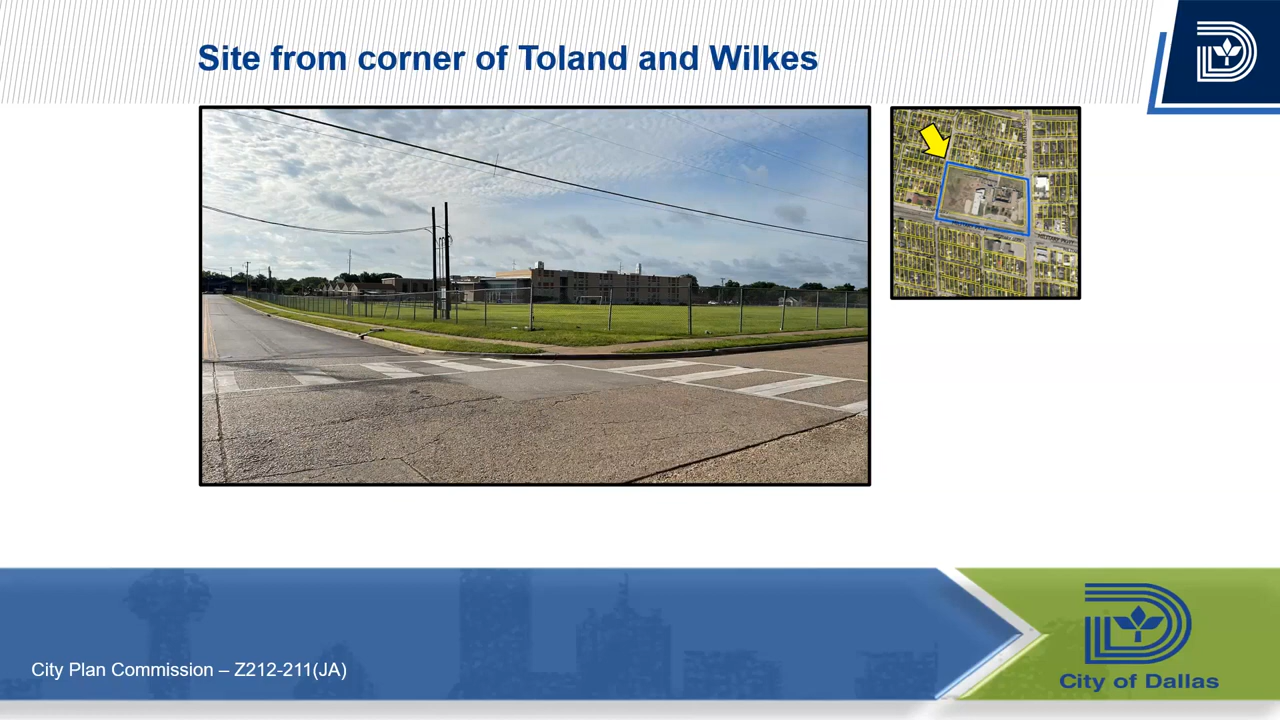 Site from corner of Toland and Wilkes
City Plan Commission – Z212-211(JA)
City of Dallas